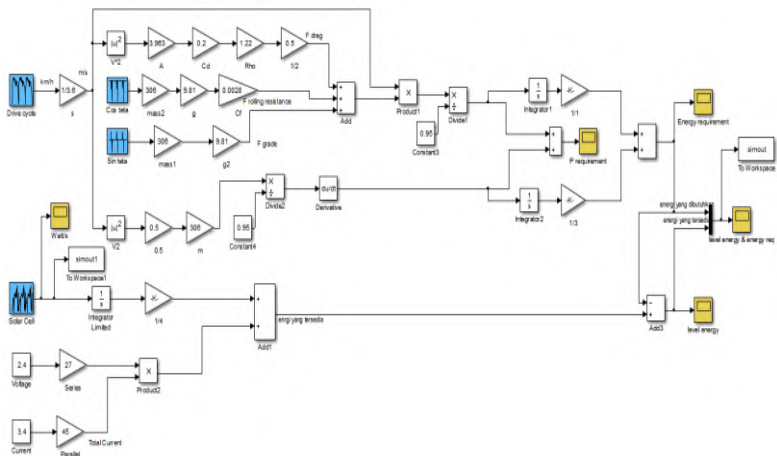 km/h
m/s
Drive cycle
1/3.6
s
|u|²
V^2
3.963
A
0.2
Cd
1.22
Rho
0.5
1/2
F drag
Cos teta
306
mass2
9.81
g
0.0028
Cf
F rolling resistance
Add
Sin teta
306
mass1
9.81
g2
F grade
×
Product1
×
÷
Divide1
0.95
Constant3
1
s
Integrator1
-K-
1/1
Energy requirement
P requirement
simout
To Workspace
|u|²
V2
0.5
0.5
306
m
×
÷
Divide2
0.95
Constant4
du/dt
Derivative
1
s
Integrator2
-K-
1/3
energi yang dibutuhkan
energi yang tersedia
level energy & energy req
Watt/s
simout1
To Workspace1
Solar Cell
1
s
Integrator
Limited
-K-
1/4
Add1
enrgi yang tersedia
Add3
level energy
2.4
Voltage
27
Series
×
Product2
3.4
Current
45
Parallel
Total Current